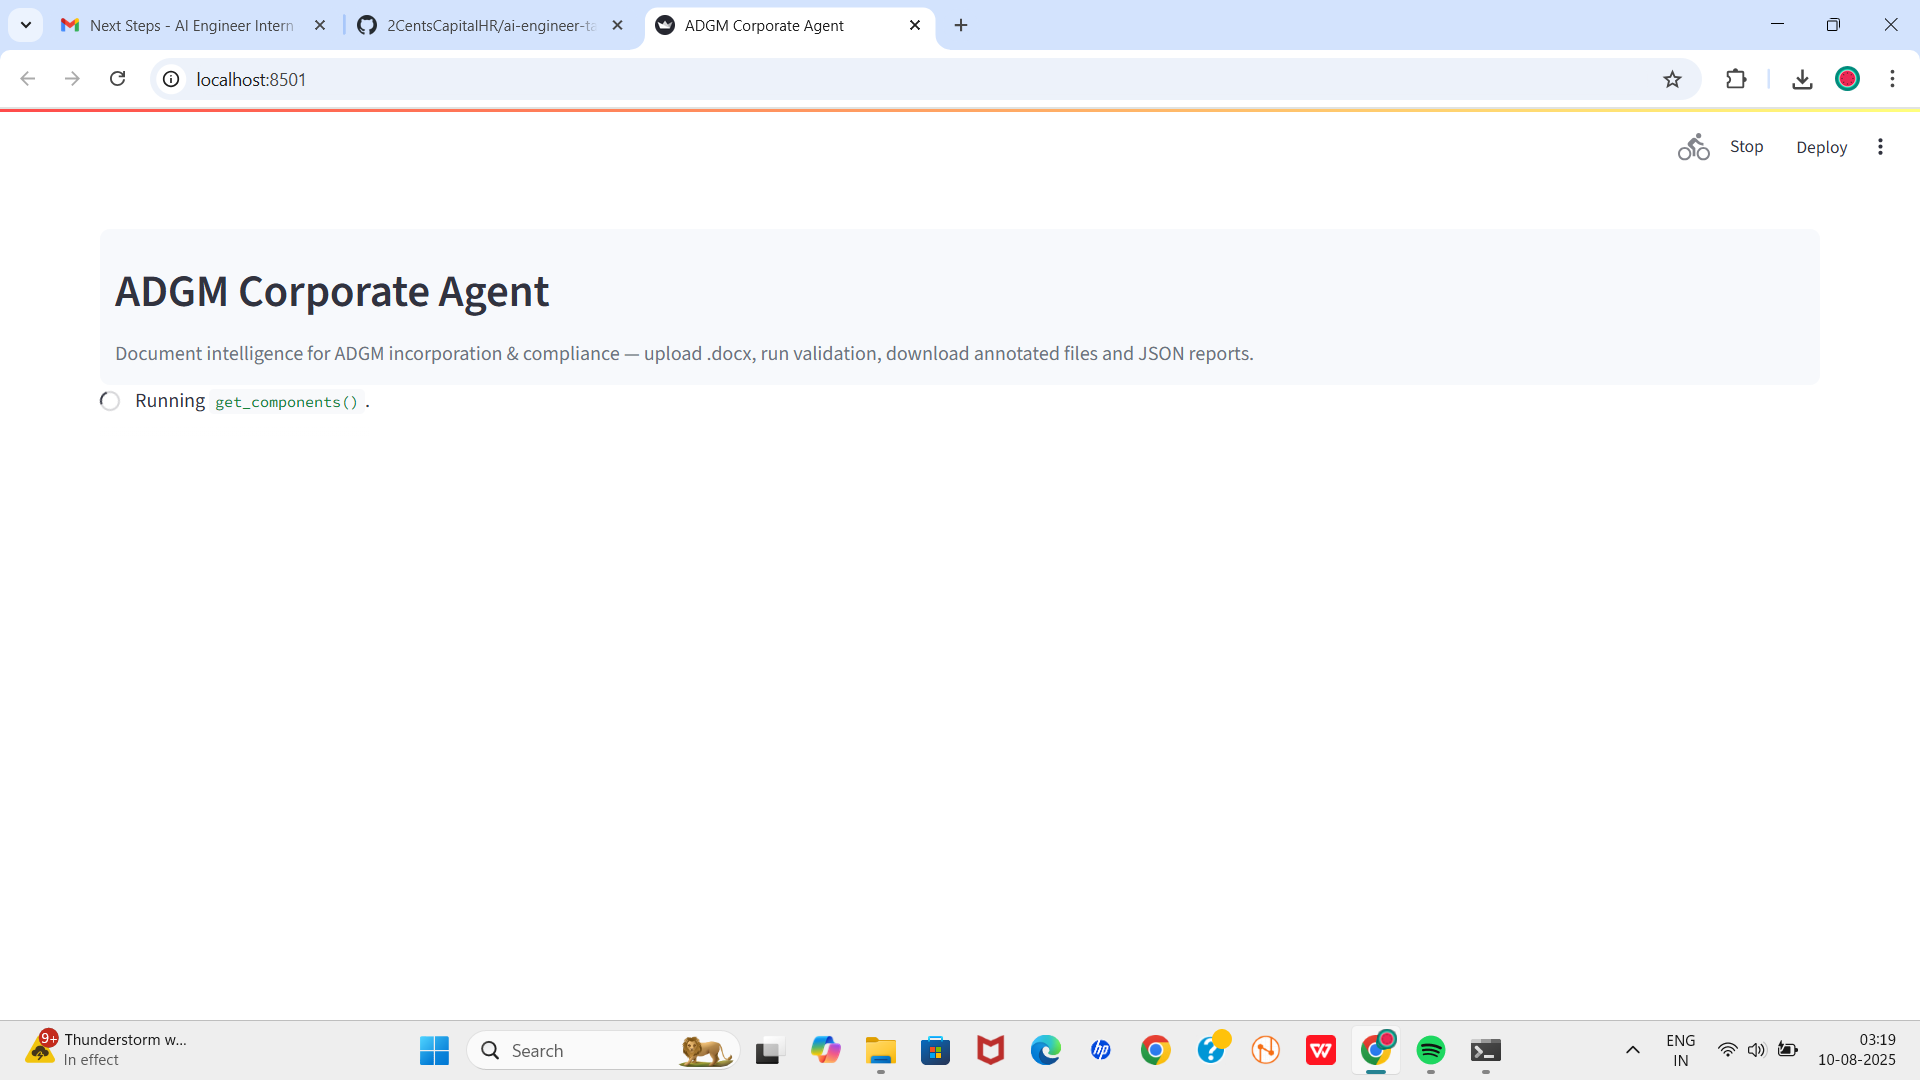 Next Steps - AI Engineer Intern
2CentsCapitalHR/ai-engineer-ta
ADGM Corporate Agent
localhost:8501
Stop
Deploy
ADGM Corporate Agent
Document intelligence for ADGM incorporation & compliance — upload .docx, run validation, download annotated files and JSON reports.
Running get_components() .
9+
Thunderstorm w...
In effect
Search
hp
W
ENG
IN
03:19
10-08-2025